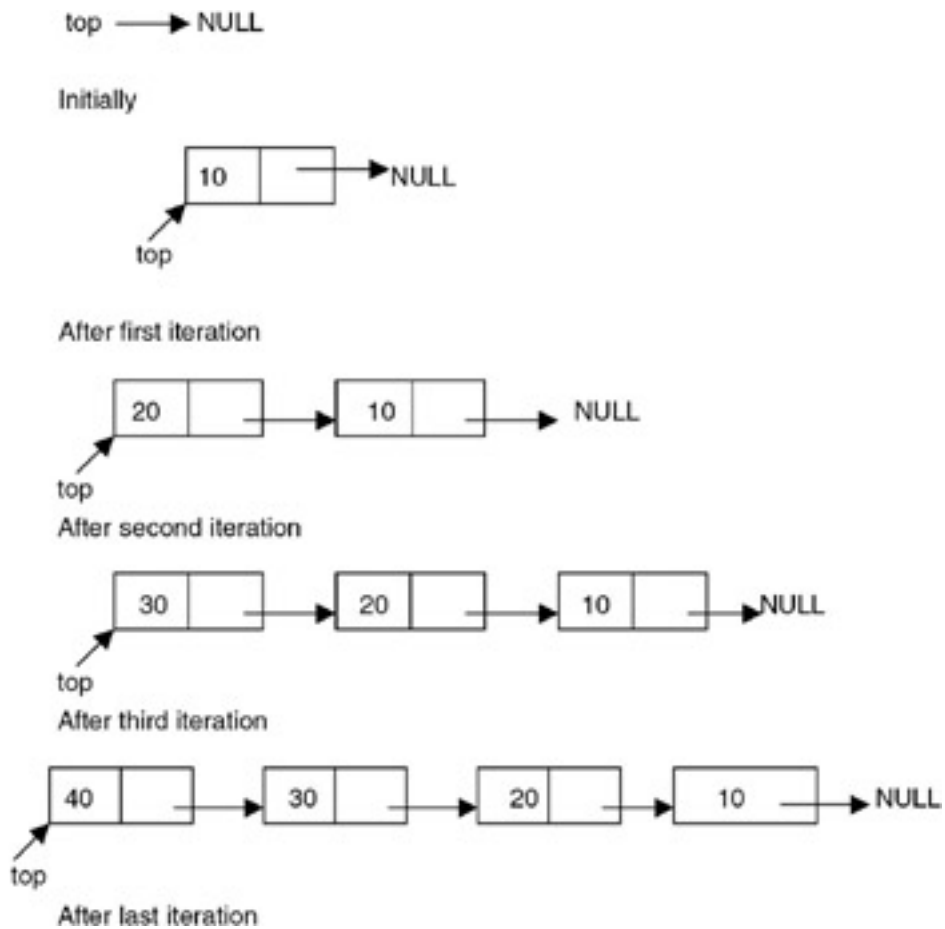 top NULL
Initially
10 NULL
top
After first iteration
20 10 NULL
top
After second iteration
30 20 10 NULL
top
After third iteration
40 30 20 10 NULL
top
After last iteration